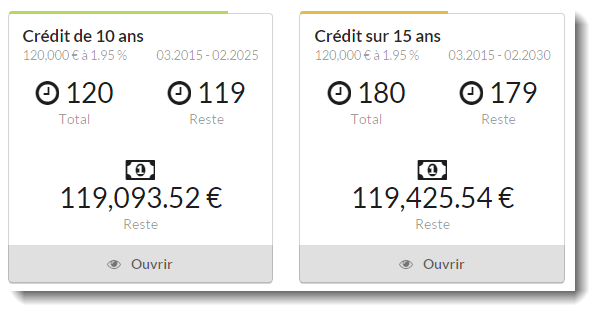 Crédit de 10 ans
120,000 € à 1.95 % 03.2015 - 02.2025
120 119
Total Reste
1
119,093.52 €
Reste
Ouvrir
Crédit sur 15 ans
120,000 € à 1.95 % 03.2015 - 02.2030
180 179
Total Reste
1
119,425.54 €
Reste
Ouvrir